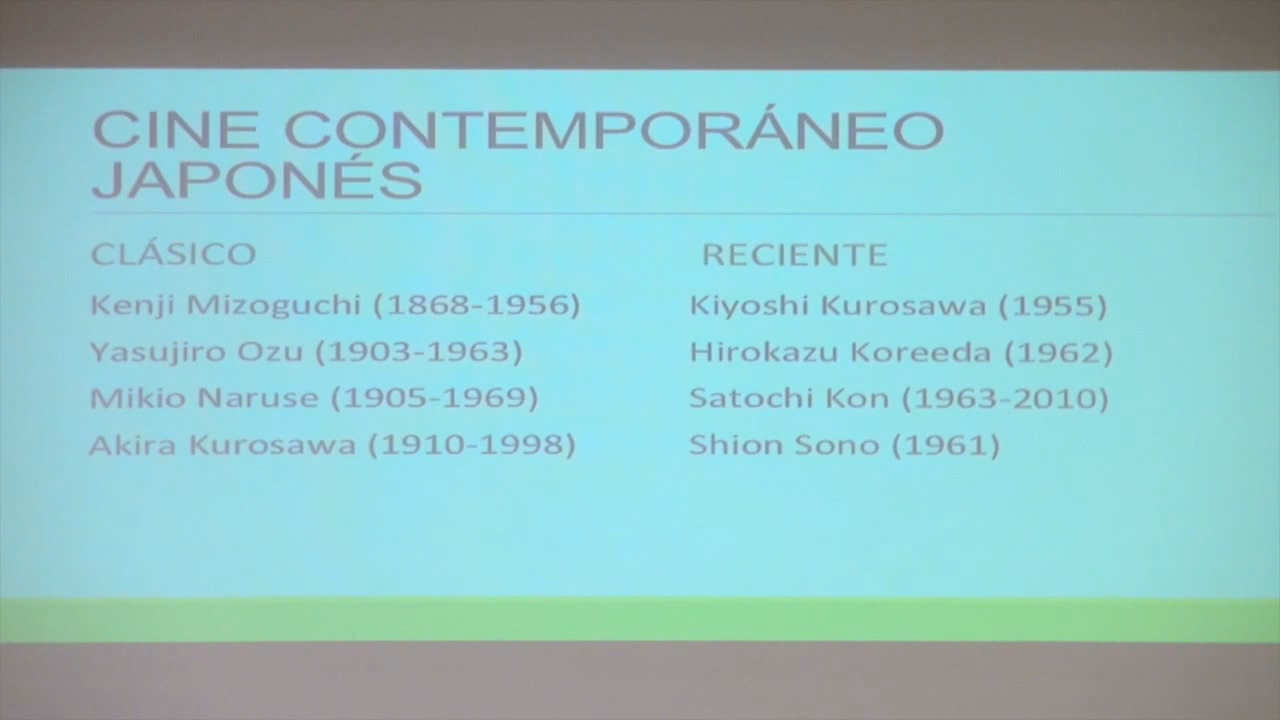 CINE CONTEMPORÁNEO
JAPONÉS
CLÁSICO
Kenji Mizoguchi (1868-1956)
Yasujiro Ozu (1903-1963)
Mikio Naruse (1905-1969)
Akira Kurosawa (1910-1998)
RECIENTE
Kiyoshi Kurosawa (1955)
Hirokazu Koreeda (1962)
Satochi Kon (1963-2010)
Shion Sono (1961)